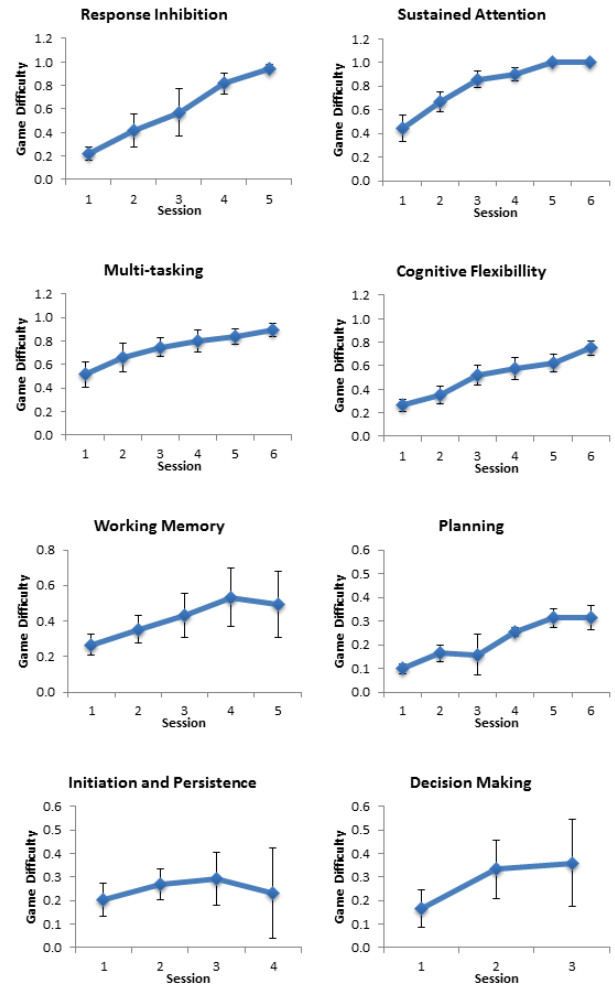 Response Inhibition
Game Difficulty
1.2
1.0
0.8
0.6
0.4
0.2
0.0
1 2 3 4 5
Session
Sustained Attention
Game Difficulty
1.2
1.0
0.8
0.6
0.4
0.2
0.0
1 2 3 4 5 6
Session
Multi-tasking
Game Difficulty
1.2
1.0
0.8
0.6
0.4
0.2
0.0
1 2 3 4 5 6
Session
Cognitive Flexibillity
Game Difficulty
1.2
1.0
0.8
0.6
0.4
0.2
0.0
1 2 3 4 5 6
Session
Working Memory
Game Difficulty
0.8
0.6
0.4
0.2
0.0
1 2 3 4 5
Session
Planning
Game Difficulty
0.6
0.5
0.4
0.3
0.2
0.1
0.0
1 2 3 4 5 6
Session
Initiation and Persistence
Game Difficulty
0.6
0.5
0.4
0.3
0.2
0.1
0.0
1 2 3 4
Session
Decision Making
Game Difficulty
0.6
0.5
0.4
0.3
0.2
0.1
0.0
1 2 3
Session